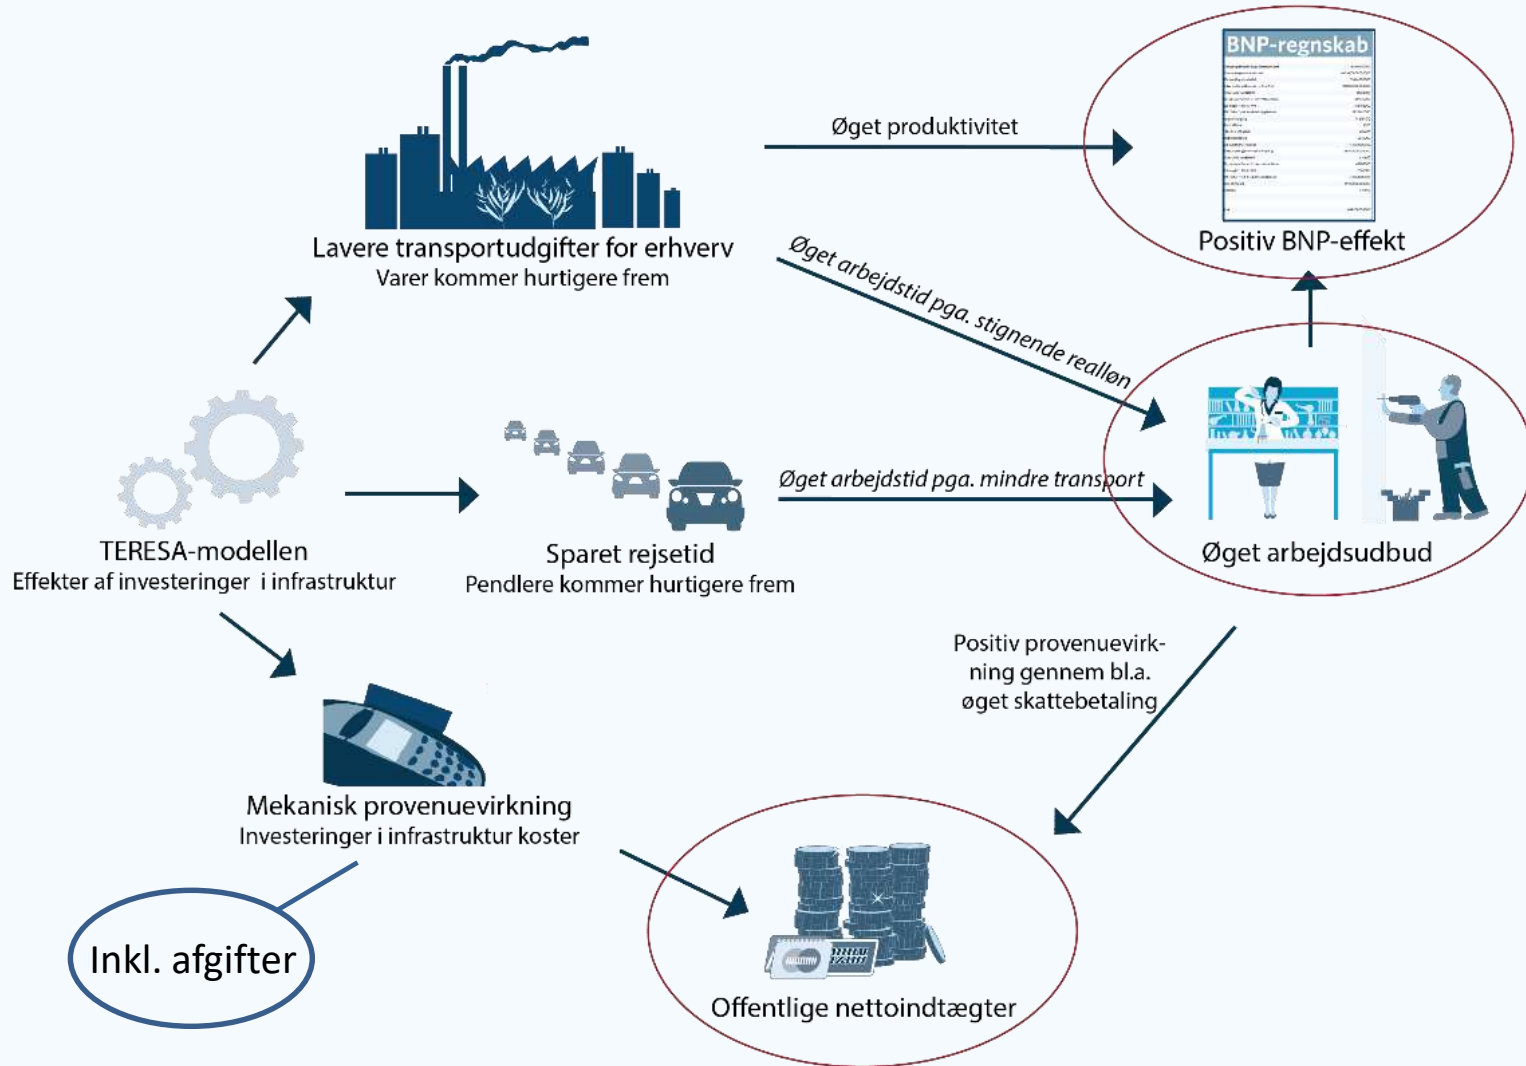 BNP-regnskab
Øget produktivitet
Positiv BNP-effekt
Lavere transportudgifter for erhverv
Varer kommer hurtigere frem
Øget arbejdstid pga. stignende realløn
Øget arbejdstid pga. mindre transport
TERESA-modellen
Effekter af investeringer i infrastruktur
Sparet rejsetid
Pendlere kommer hurtigere frem
Øget arbejdsudbud
Positiv provenuevirk-
ning gennem bl.a.
øget skattebetaling
Mekanisk provenuevirkning
Investeringer i infrastruktur koster
Inkl. afgifter
Offentlige nettoindtægter